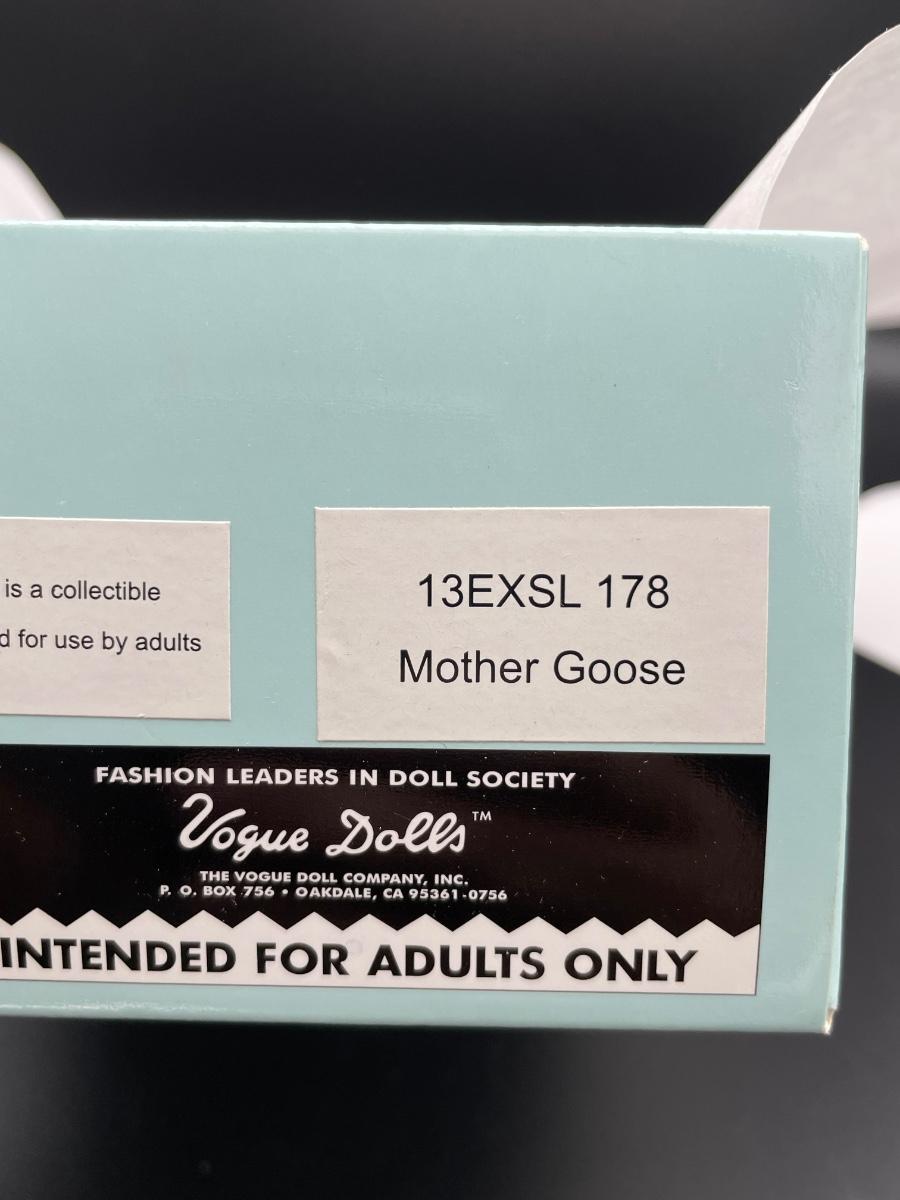 is a collectible
for use by adults
13EXSL 178
Mother Goose
FASHION LEADERS IN DOLL SOCIETY
Vogue Dolls™
THE VOGUE DOLL COMPANY, INC.
P. O. BOX 756 • OAKDALE, CA 95361-0756
INTENDED FOR ADULTS ONLY